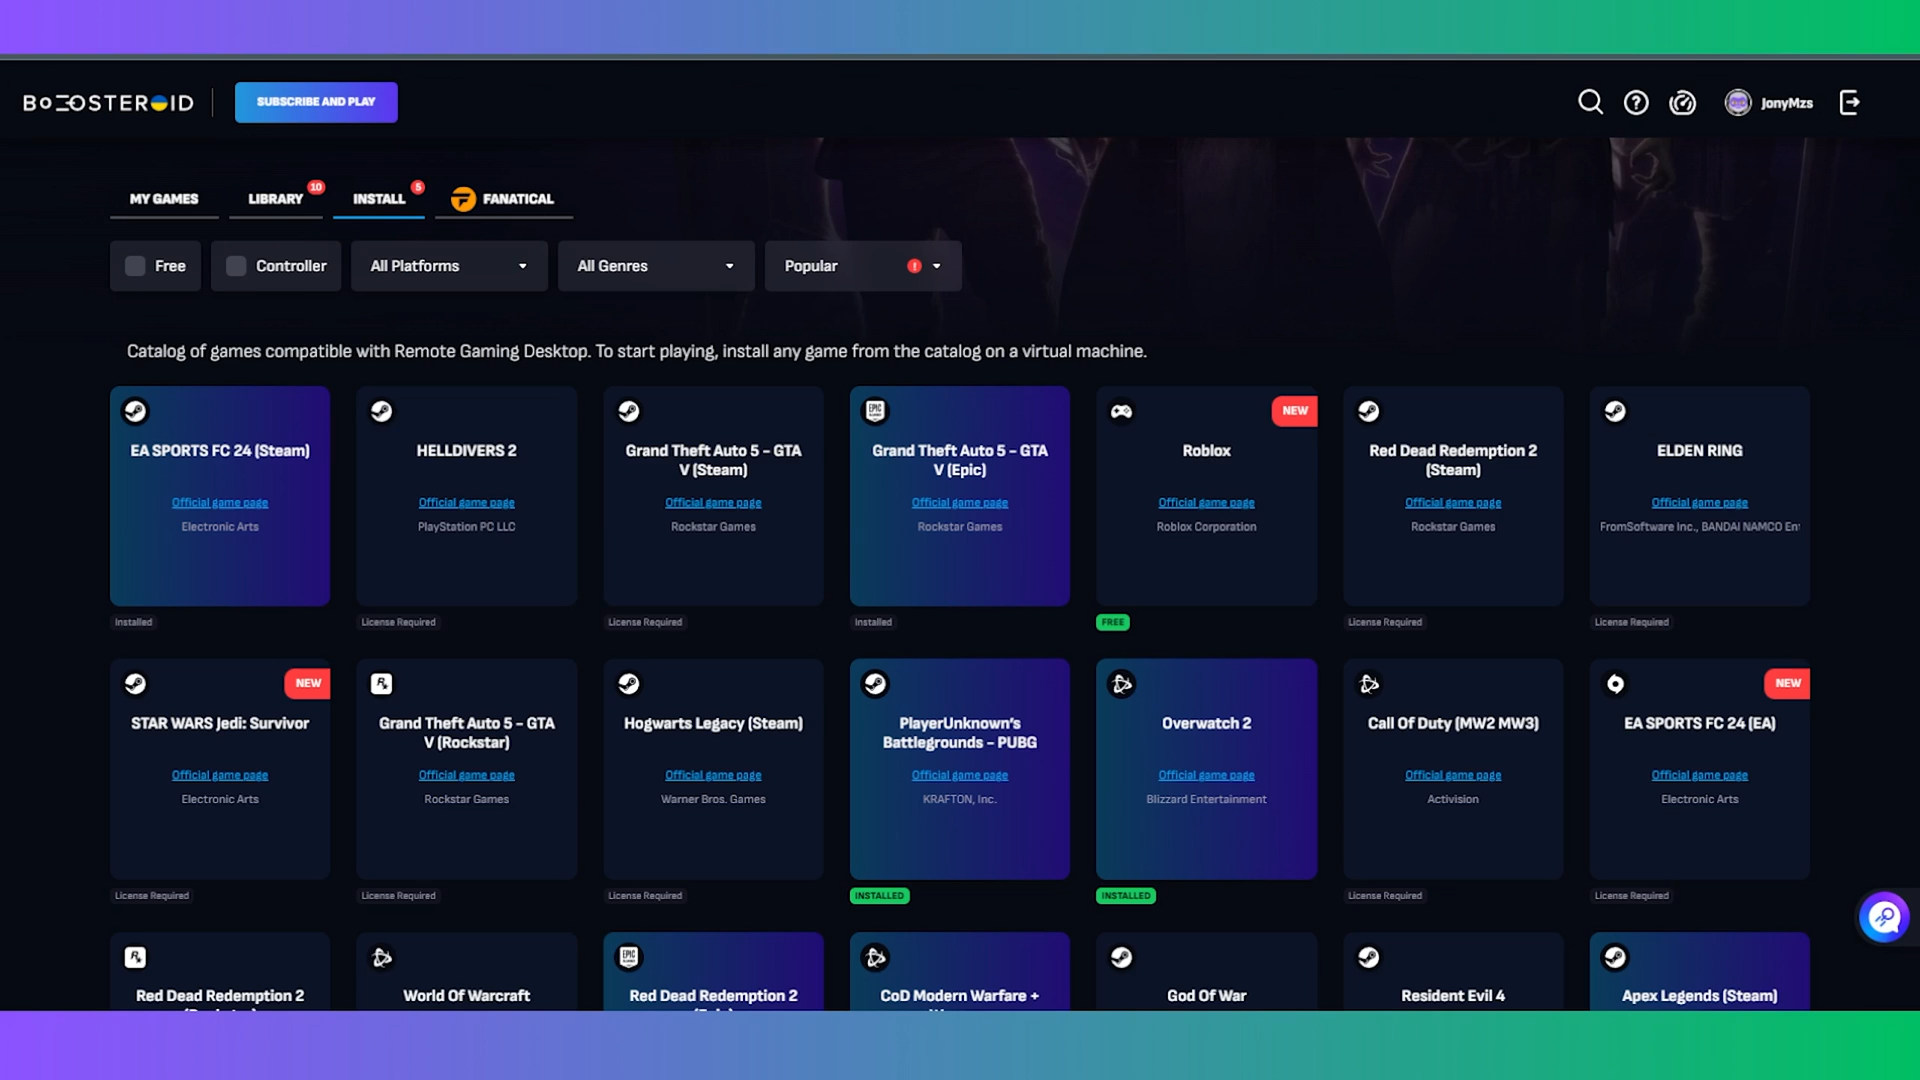 BOOSTEROID
SUBSCRIBE AND PLAY
JonyMzs
MY GAMES
LIBRARY
10
INSTALL
5
FANATICAL
Free
Controller
All Platforms
All Genres
Popular
!
Catalog of games compatible with Remote Gaming Desktop. To start playing, install any game from the catalog on a virtual machine.
EA SPORTS FC 24 (Steam)
Official game page
Electronic Arts
Installed
HELLDIVERS 2
Official game page
PlayStation PC LLC
License Required
Grand Theft Auto 5 - GTA
V (Steam)
Official game page
Rockstar Games
License Required
EPIC
Grand Theft Auto 5 - GTA
V (Epic)
Official game page
Rockstar Games
Installed
NEW
Roblox
Official game page
Roblox Corporation
FREE
Red Dead Redemption 2
(Steam)
Official game page
Rockstar Games
License Required
ELDEN RING
Official game page
FromSoftware Inc., BANDAI NAMCO En
License Required
NEW
STAR WARS Jedi: Survivor
Official game page
Electronic Arts
License Required
Grand Theft Auto 5 - GTA
V (Rockstar)
Official game page
Rockstar Games
License Required
Hogwarts Legacy (Steam)
Official game page
Warner Bros. Games
License Required
PlayerUnknown's
Battlegrounds - PUBG
Official game page
KRAFTON, Inc.
INSTALLED
Overwatch 2
Official game page
Blizzard Entertainment
INSTALLED
Call Of Duty (MW2 MW3)
Official game page
Activision
License Required
NEW
EA SPORTS FC 24 (EA)
Official game page
Electronic Arts
License Required
Red Dead Redemption 2
World Of Warcraft
EPIC
Red Dead Redemption 2
CoD Modern Warfare +
God Of War
Resident Evil 4
Apex Legends (Steam)